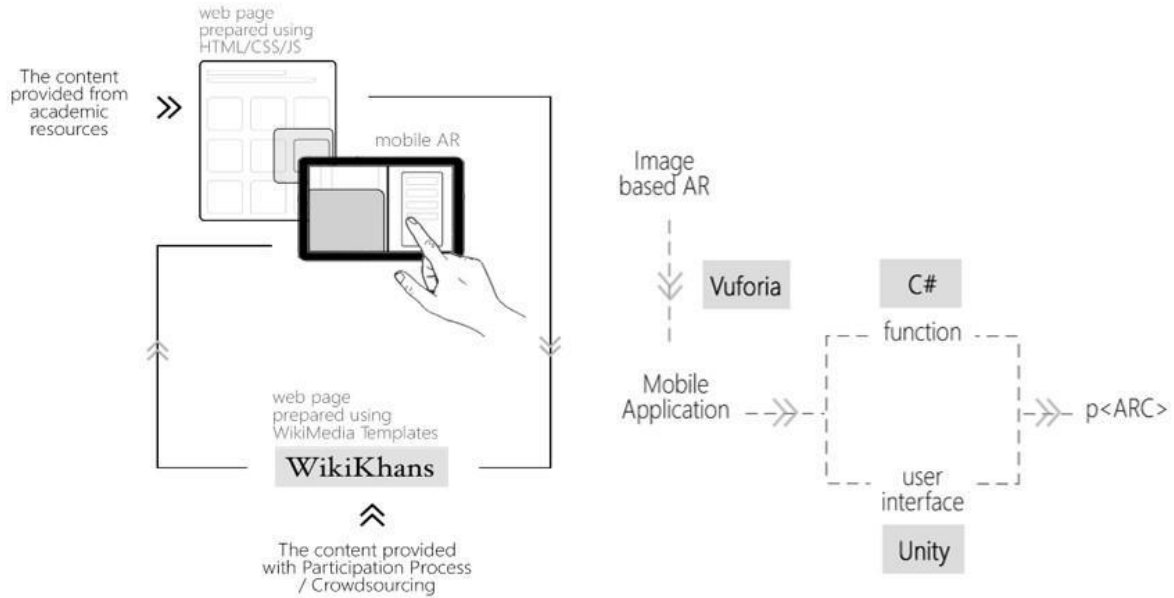 web page
prepared using
HTML/CSS/JS
The content
provided from
academic
resources
mobile AR
web page
prepared using
WikiMedia Templates
WikiKhans
The content provided
with Participation Process
/ Crowdsourcing
Image
based AR
Vuforia
C#
function
Mobile
Application
p<ARC>
user
interface
Unity